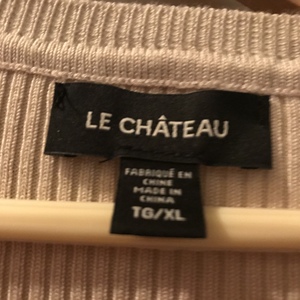 LE CHÂTEAU
FABRIQUÉ EN
CHINE
MADE IN
CHINA
TG/XL